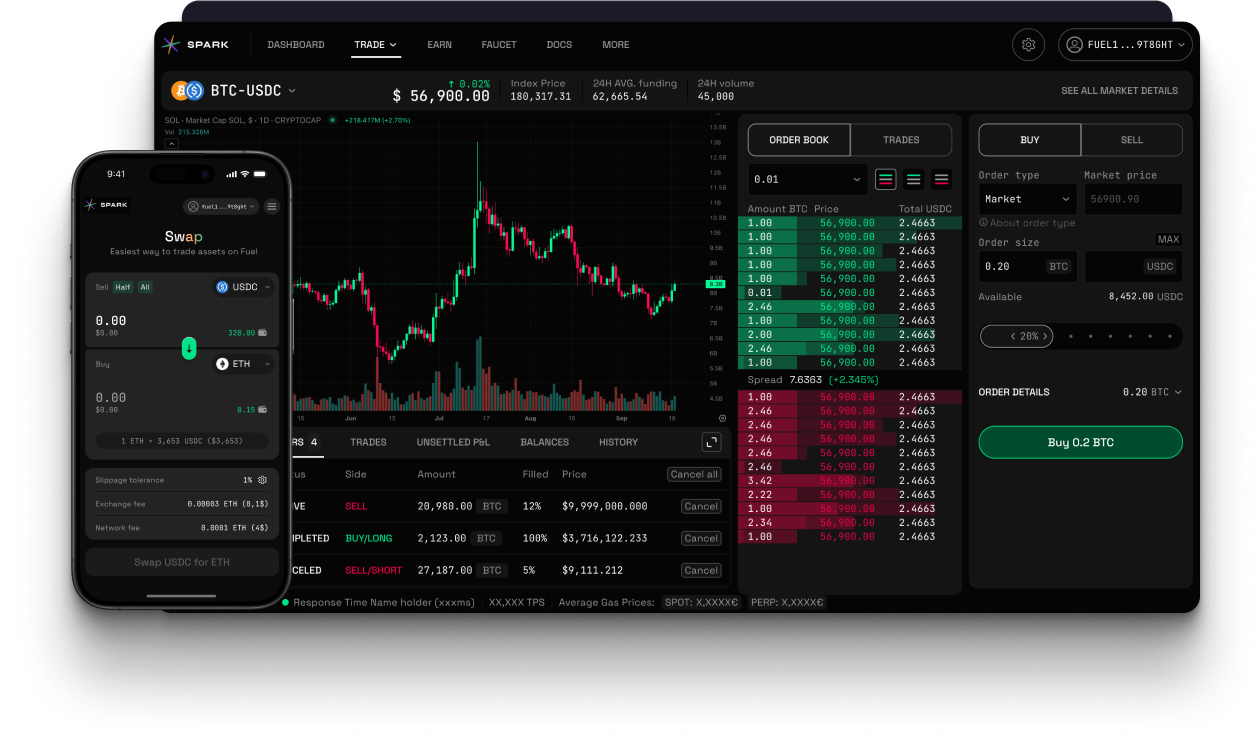 SPARK DASHBOARD TRADE EARN FAUCET DOCS MORE FUEL1...9T8GHT
BTC-USDC
$ 56,900.00
↑ 0.02%
Index Price
180,317.31
24H AVG. funding
62,665.54
24H volume
45,000
SEE ALL MARKET DETAILS
SOL · Market Cap SOL, $ · 1D · CRYPTOCAP +218.417M (+2.70%)
Vol 315.326M
13.5B
13B
12.5B
12B
11.5B
11B
10.5B
10B
9.5B
9B
8.5B
8.3B
8B
7.5B
7B
6.5B
6B
5.5B
5B
4.5B
15 Jun 15 Jul 17 Aug 15 Sep 18
RS 4 TRADES UNSETTLED P&L BALANCES HISTORY
tus Side Amount Filled Price Cancel all
IVE SELL 20,980.00 BTC 12% $9,999,000.000 Cancel
MPLETED BUY/LONG 2,123.00 BTC 100% $3,716,122.233 Cancel
CELED SELL/SHORT 27,187.00 BTC 5% $9,111.212 Cancel
Response Time Name holder (xxxms) XX,XXX TPS Average Gas Prices: SPOT: X,XXXX€ PERP: X,XXXX€
ORDER BOOK TRADES
0.01
Amount BTC Price Total USDC
1.00 56,900.00 2.4663
1.00 56,900.00 2.4663
1.00 56,900.00 2.4663
1.00 56,900.00 2.4663
1.00 56,900.00 2.4663
0.01 56,900.00 2.4663
2.46 56,900.00 2.4663
1.00 56,900.00 2.4663
2.00 56,900.00 2.4663
2.46 56,900.00 2.4663
1.00 56,900.00 2.4663
Spread 7.6363 (+2.345%)
1.00 56,900.00 2.4663
2.46 56,900.00 2.4663
2.46 56,900.00 2.4663
2.46 56,900.00 2.4663
2.46 56,900.00 2.4663
2.46 56,900.00 2.4663
3.42 56,900.00 2.4663
2.22 56,900.00 2.4663
1.00 56,900.00 2.4663
2.34 56,900.00 2.4663
1.00 56,900.00 2.4663
BUY SELL
Order type Market price
Market 56900.90
About order type
Order size MAX
0.20 BTC USDC
Available 8,452.00 USDC
< 20% >
ORDER DETAILS 0.20 BTC
Buy 0.2 BTC
9:41
SPARK fuel1...9t8ght
Swap
Easiest way to trade assets on Fuel
Sell Half All USDC
0.00
$0.00 320.00
Buy ETH
0.00
$0.00 0.15
1 ETH = 3,653 USDC ($3,653)
Slippage tolerance 1%
Exchange fee 0.00003 ETH (0,1$)
Network fee 0.0001 ETH (4$)
Swap USDC for ETH